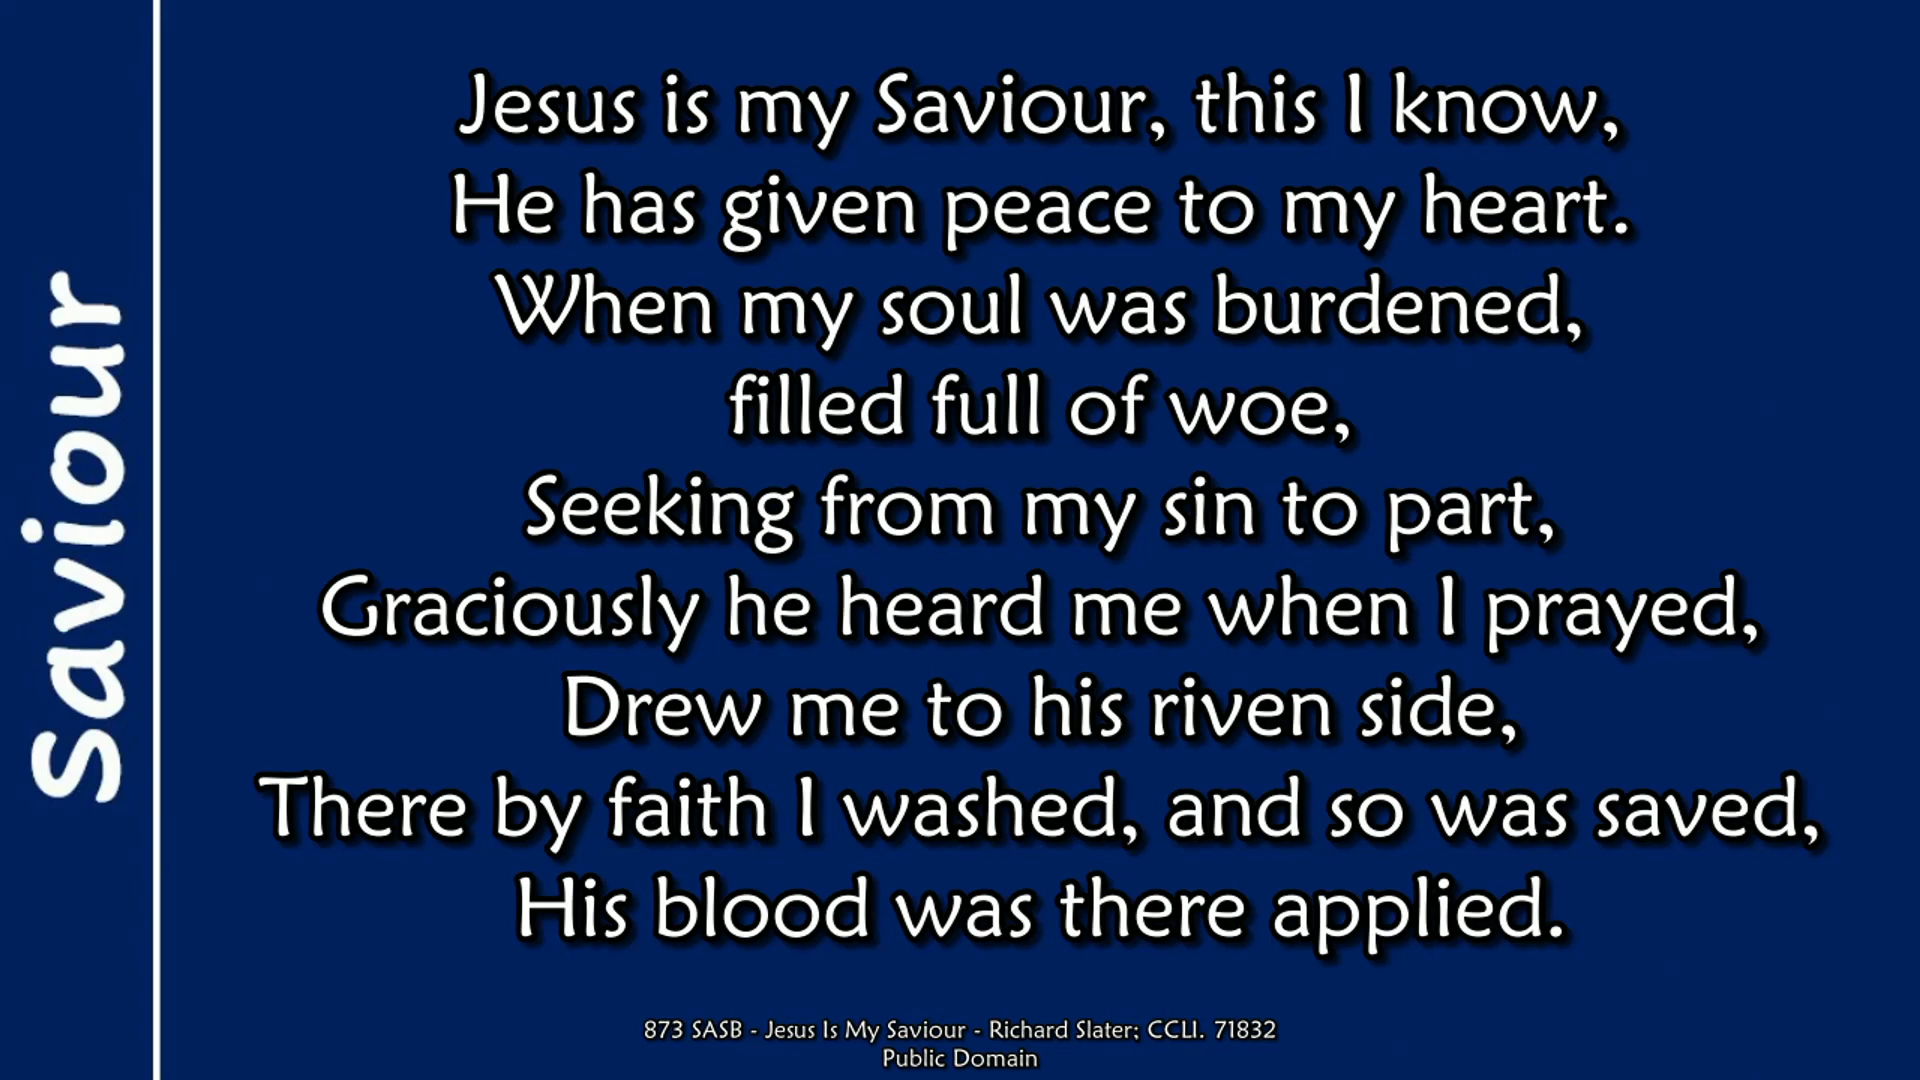 Saviour
Jesus is my Saviour, this I know,
He has given peace to my heart.
When my soul was burdened,
filled full of woe,
Seeking from my sin to part,
Graciously he heard me when I prayed,
Drew me to his riven side,
There by faith I washed, and so was saved,
His blood was there applied.
873 SASB - Jesus Is My Saviour - Richard Slater; CCLI. 71832
Public Domain